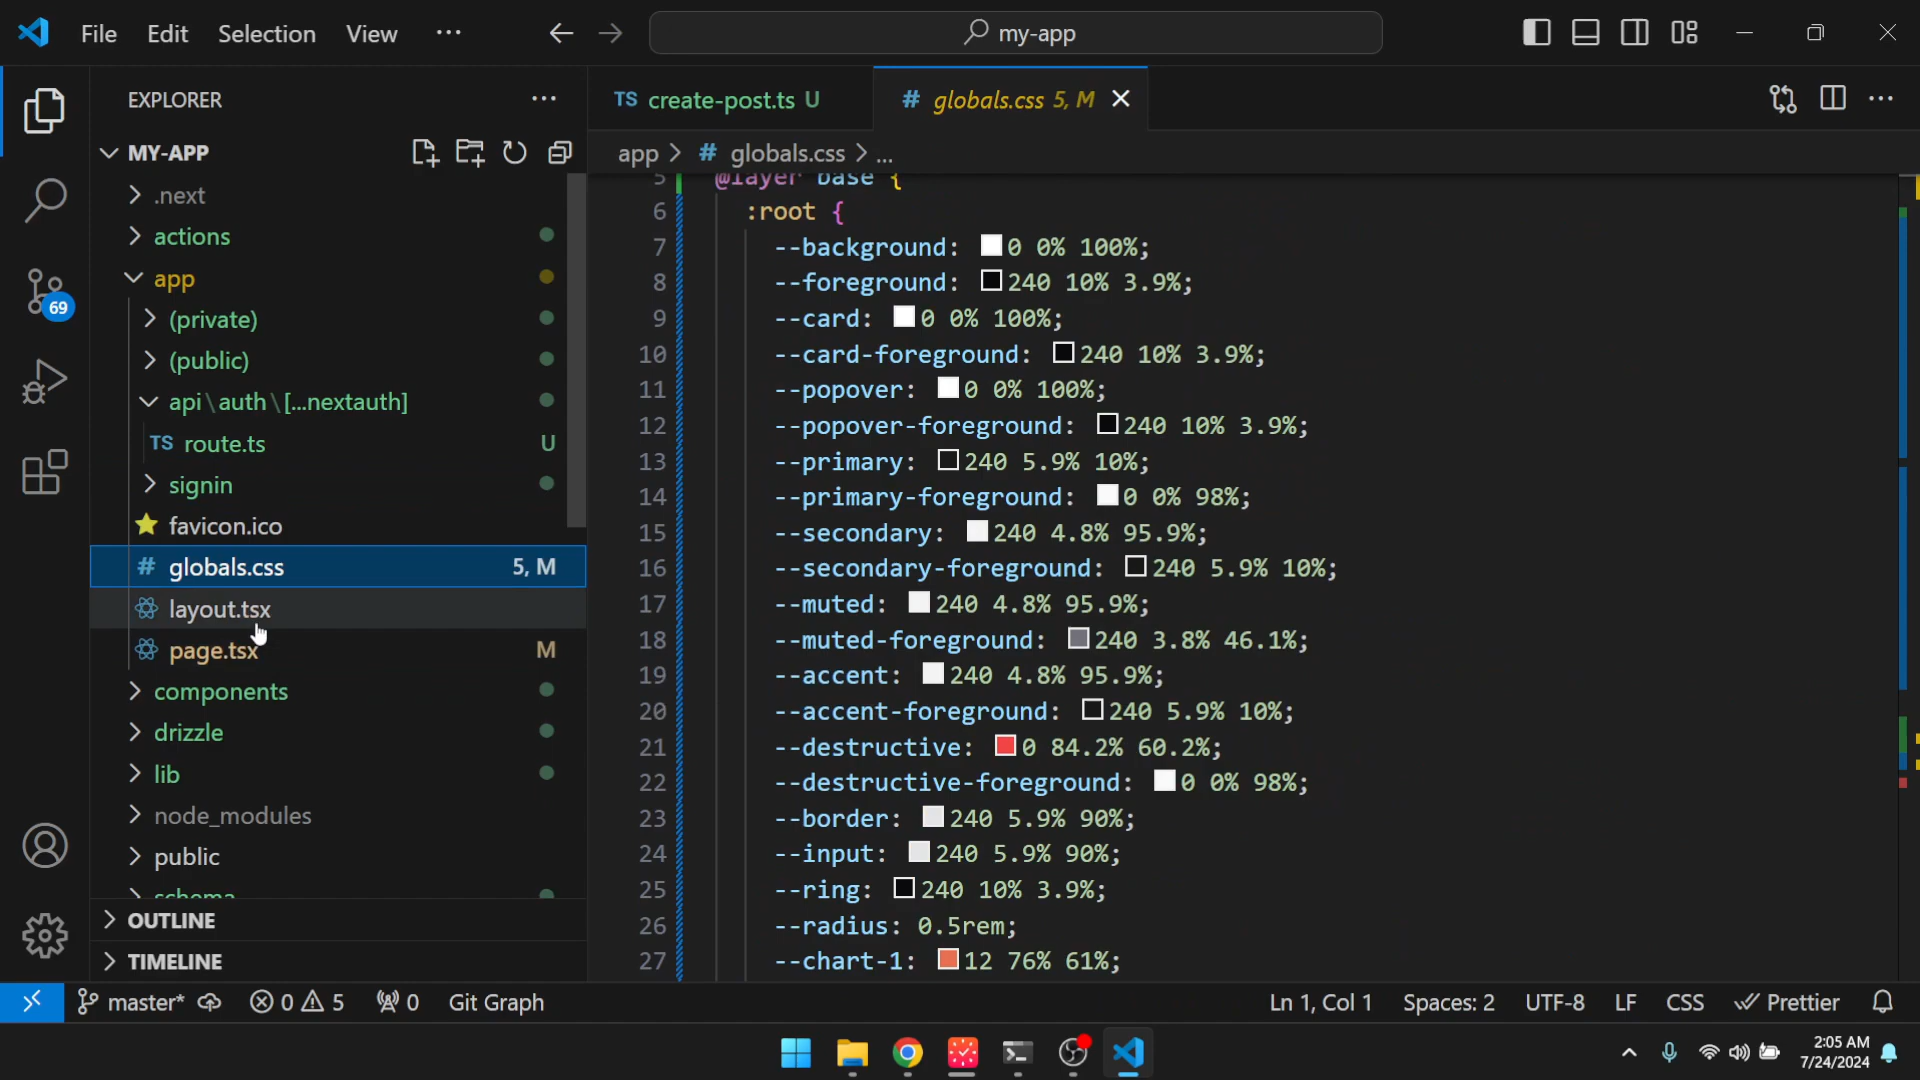 File Edit Selection View ... my-app
EXPLORER
TS create-post.ts U # globals.css 5, M
MY-APP
app > # globals.css > ...
.next
actions
app
(private)
(public)
api\auth\[...nextauth]
TS route.ts U
signin
favicon.ico
# globals.css 5, M
layout.tsx
page.tsx M
components
drizzle
lib
node_modules
public
schema
OUTLINE
TIMELINE
5 @layer base {
6 :root {
7 --background: 0 0% 100%;
8 --foreground: 240 10% 3.9%;
9 --card: 0 0% 100%;
10 --card-foreground: 240 10% 3.9%;
11 --popover: 0 0% 100%;
12 --popover-foreground: 240 10% 3.9%;
13 --primary: 240 5.9% 10%;
14 --primary-foreground: 0 0% 98%;
15 --secondary: 240 4.8% 95.9%;
16 --secondary-foreground: 240 5.9% 10%;
17 --muted: 240 4.8% 95.9%;
18 --muted-foreground: 240 3.8% 46.1%;
19 --accent: 240 4.8% 95.9%;
20 --accent-foreground: 240 5.9% 10%;
21 --destructive: 0 84.2% 60.2%;
22 --destructive-foreground: 0 0% 98%;
23 --border: 240 5.9% 90%;
24 --input: 240 5.9% 90%;
25 --ring: 240 10% 3.9%;
26 --radius: 0.5rem;
27 --chart-1: 12 76% 61%;
69
master* 0 5 0 Git Graph Ln 1, Col 1 Spaces: 2 UTF-8 LF CSS Prettier
2:05 AM
7/24/2024